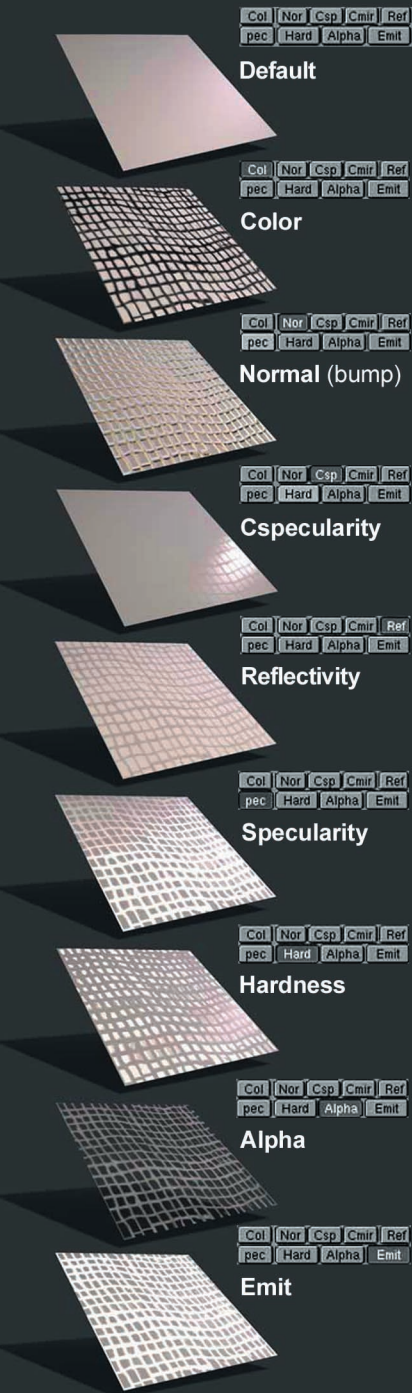 Col Nor Csp Cmir Ref
pec Hard Alpha Emit
Default
Col Nor Csp Cmir Ref
pec Hard Alpha Emit
Color
Col Nor Csp Cmir Ref
pec Hard Alpha Emit
Normal (bump)
Col Nor Csp Cmir Ref
pec Hard Alpha Emit
Cspecularity
Col Nor Csp Cmir Ref
pec Hard Alpha Emit
Reflectivity
Col Nor Csp Cmir Ref
pec Hard Alpha Emit
Specularity
Col Nor Csp Cmir Ref
pec Hard Alpha Emit
Hardness
Col Nor Csp Cmir Ref
pec Hard Alpha Emit
Alpha
Col Nor Csp Cmir Ref
pec Hard Alpha Emit
Emit